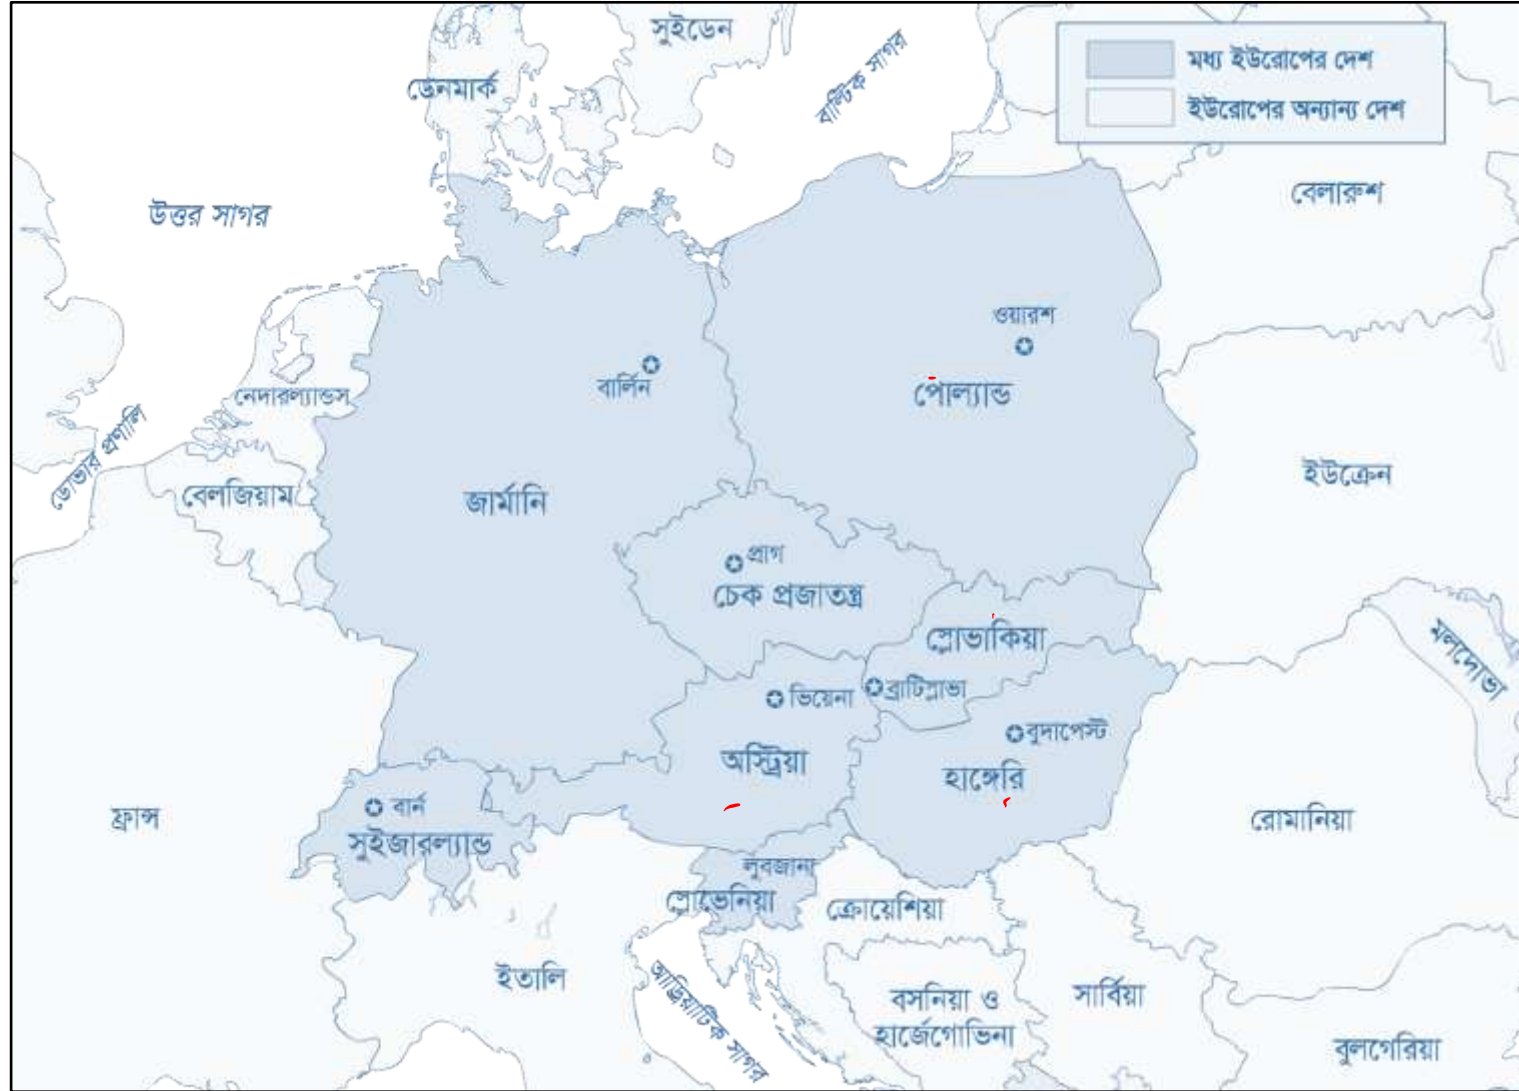 সুইডেন
ডেনমার্ক
বাল্টিক সাগর
মধ্য ইউরোপের দেশ
ইউরোপের অন্যান্য দেশ
বেলারুশ
উত্তর সাগর
ওয়ারশ
বার্লিন
পোল্যান্ড
নেদারল্যান্ডস
ডোভার প্রণালি
বেলজিয়াম
জার্মানি
ইউক্রেন
প্রাগ
চেক প্রজাতন্ত্র
স্লোভাকিয়া
মলদোভা
ভিয়েনা
ব্রাটিস্লাভা
বুদাপেস্ট
অস্ট্রিয়া
হাঙ্গেরি
বার্ন
সুইজারল্যান্ড
ফ্রান্স
রোমানিয়া
লুবজানা
স্লোভেনিয়া
ক্রোয়েশিয়া
ইতালি
আড্রিয়াটিক সাগর
বসনিয়া ও
হার্জেগোভিনা
সার্বিয়া
বুলগেরিয়া